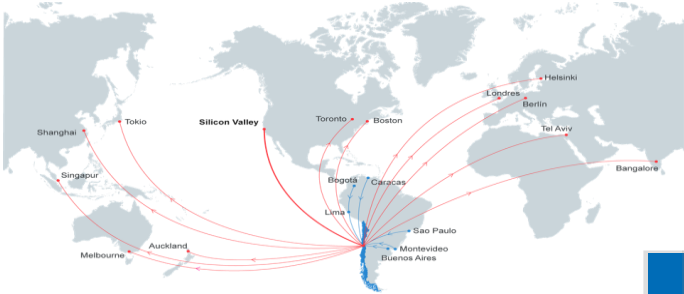 Helsinki
Londres
Berlin
Toronto
Boston
Silicon Valley
Tokio
Shanghai
Tel Aviv
Bangalore
Singapur
Bogotá
Caracas
Lima
Sao Paulo
Auckland
Montevideo
Melbourne
Buenos Aires